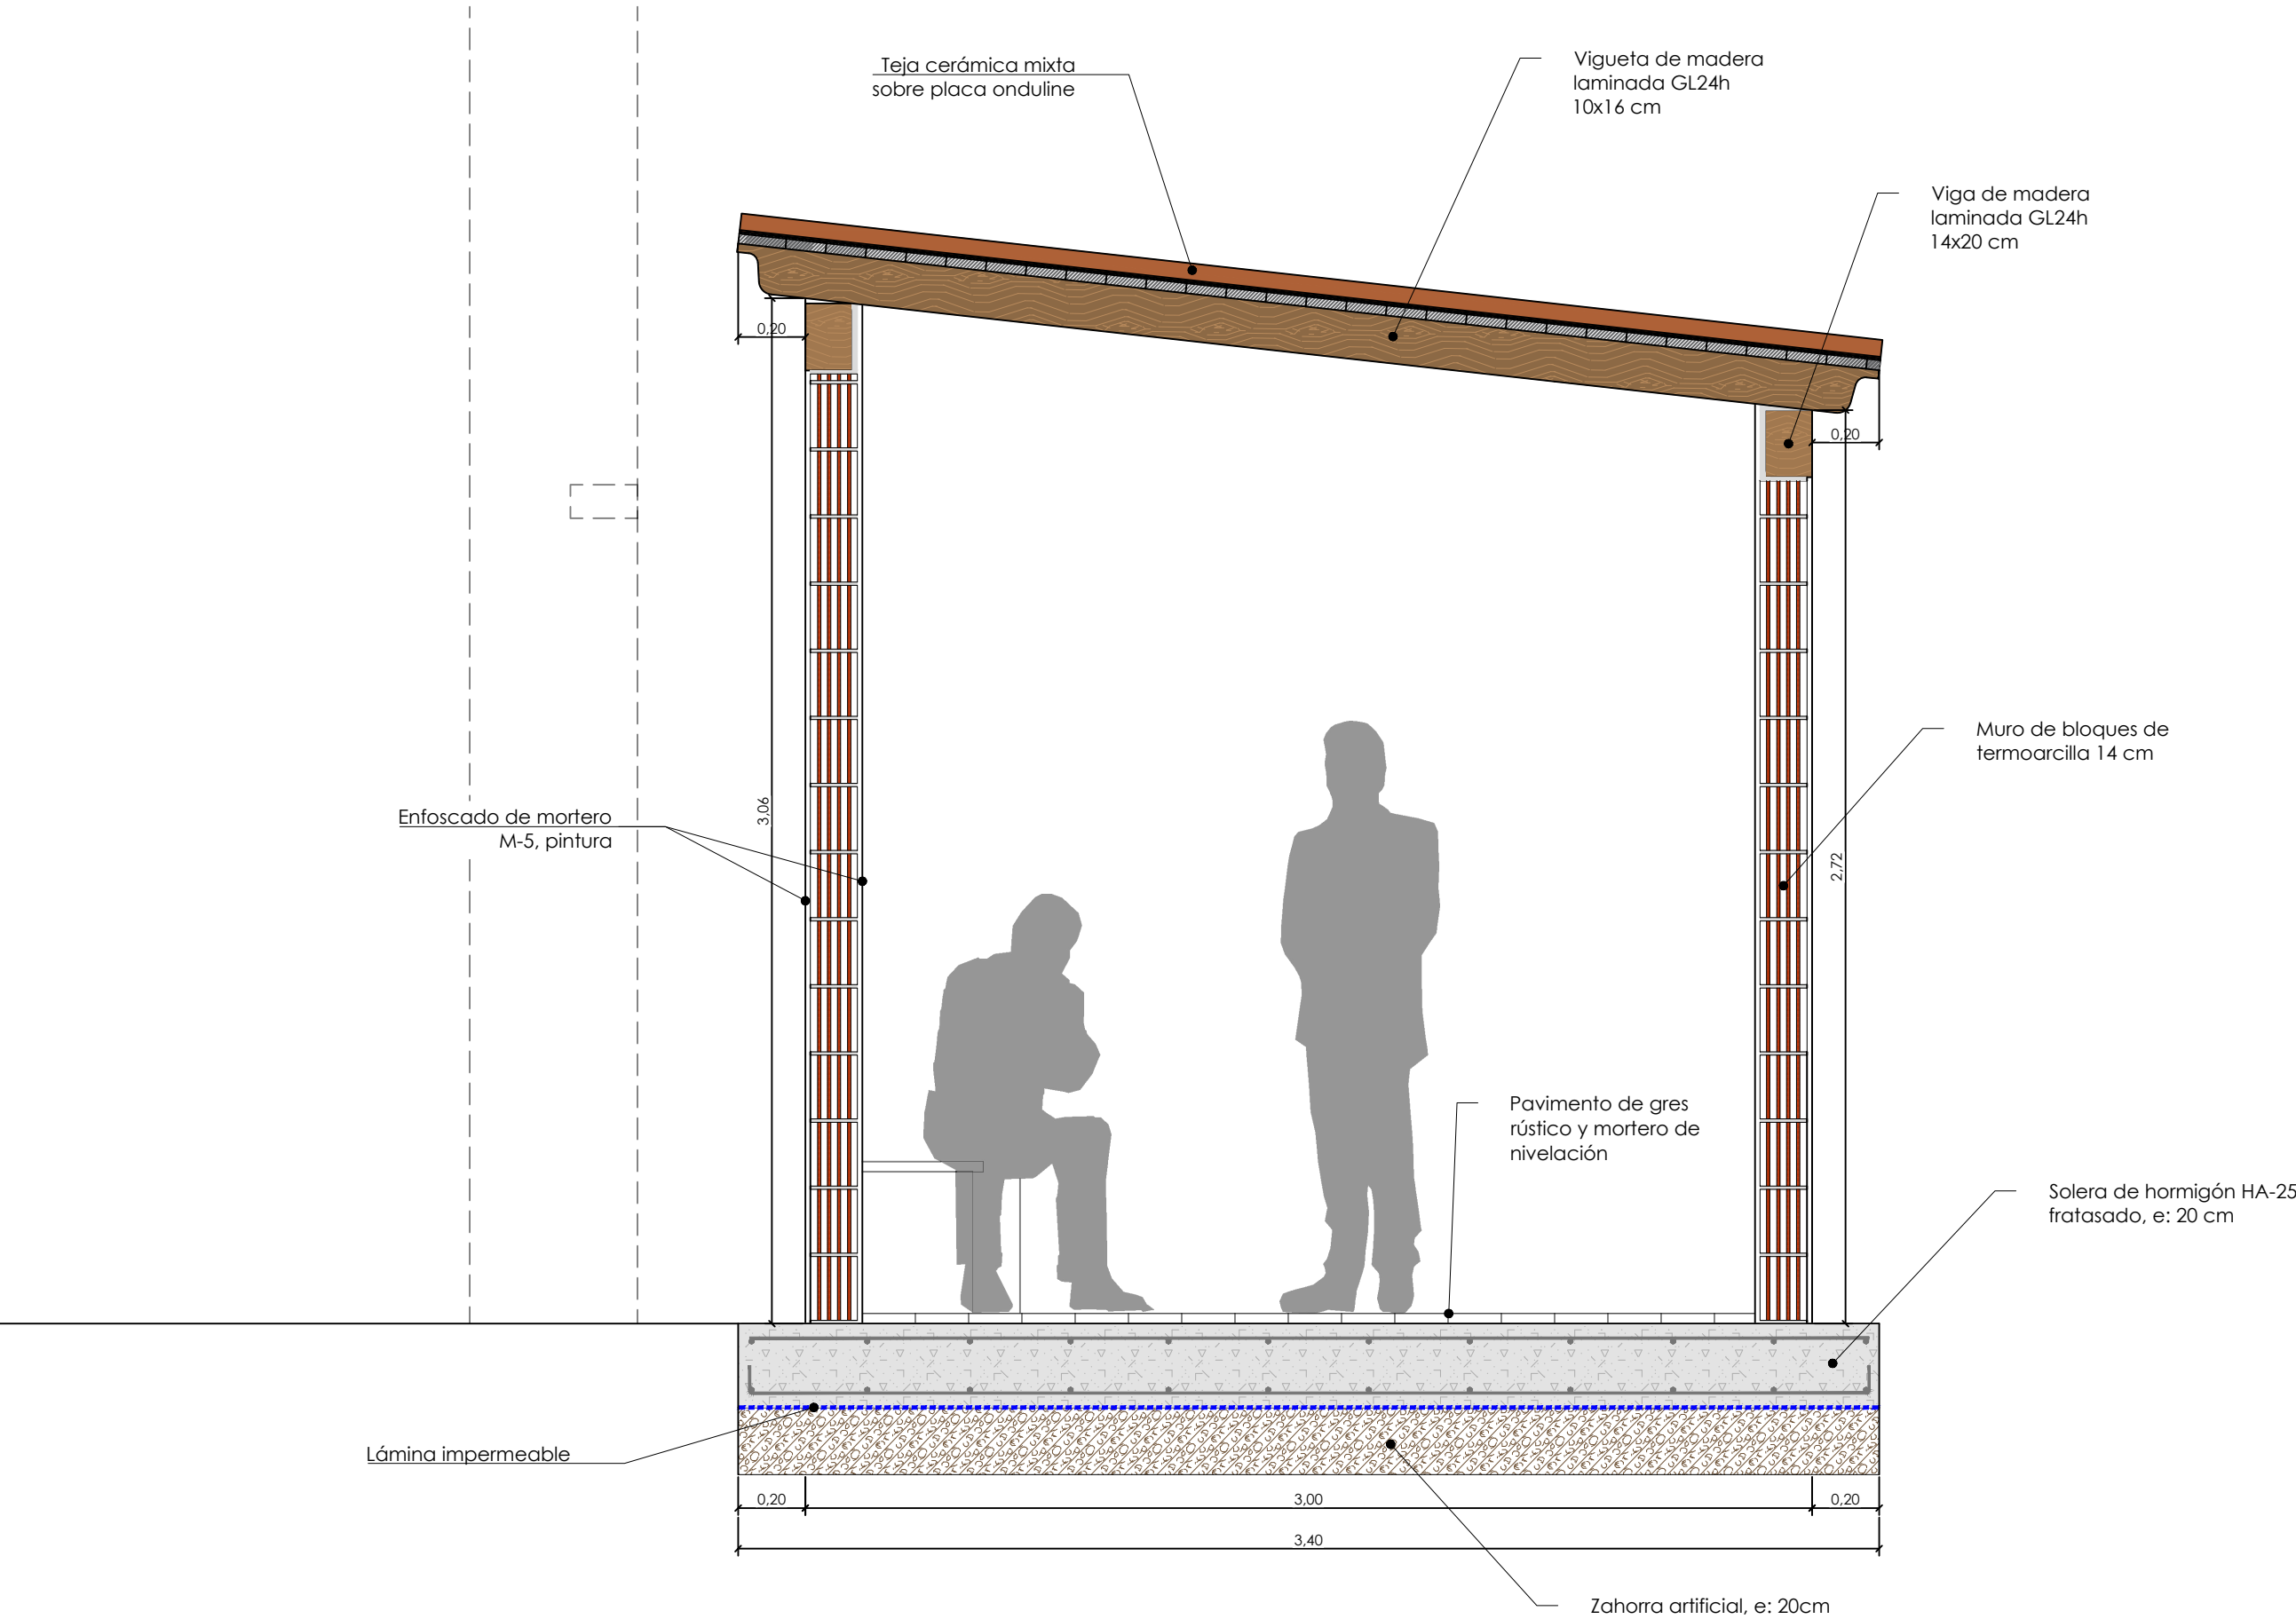 Teja cerámica mixta
sobre placa onduline
Vigueta de madera
laminada GL24h
10x16 cm
Viga de madera
laminada GL24h
14x20 cm
0,20
0,20
Muro de bloques de
termoarcilla 14 cm
Enfoscado de mortero
M-5, pintura
3,06
2,72
Pavimento de gres
rústico y mortero de
nivelación
Solera de hormigón HA-25
fratasado, e: 20 cm
Lámina impermeable
0,20
3,00
0,20
3,40
Zahorra artificial, e: 20cm